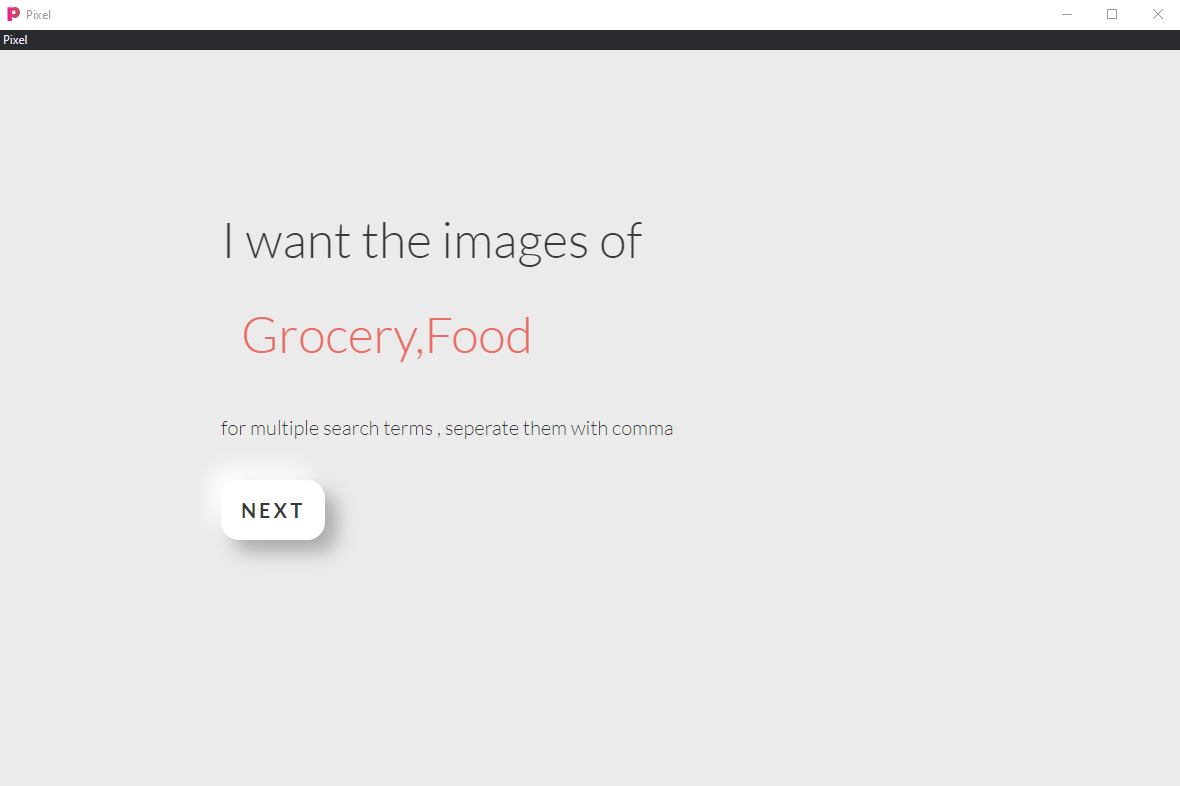 Pixel
Pixel
I want the images of
Grocery,Food
for multiple search terms , seperate them with comma
NEXT